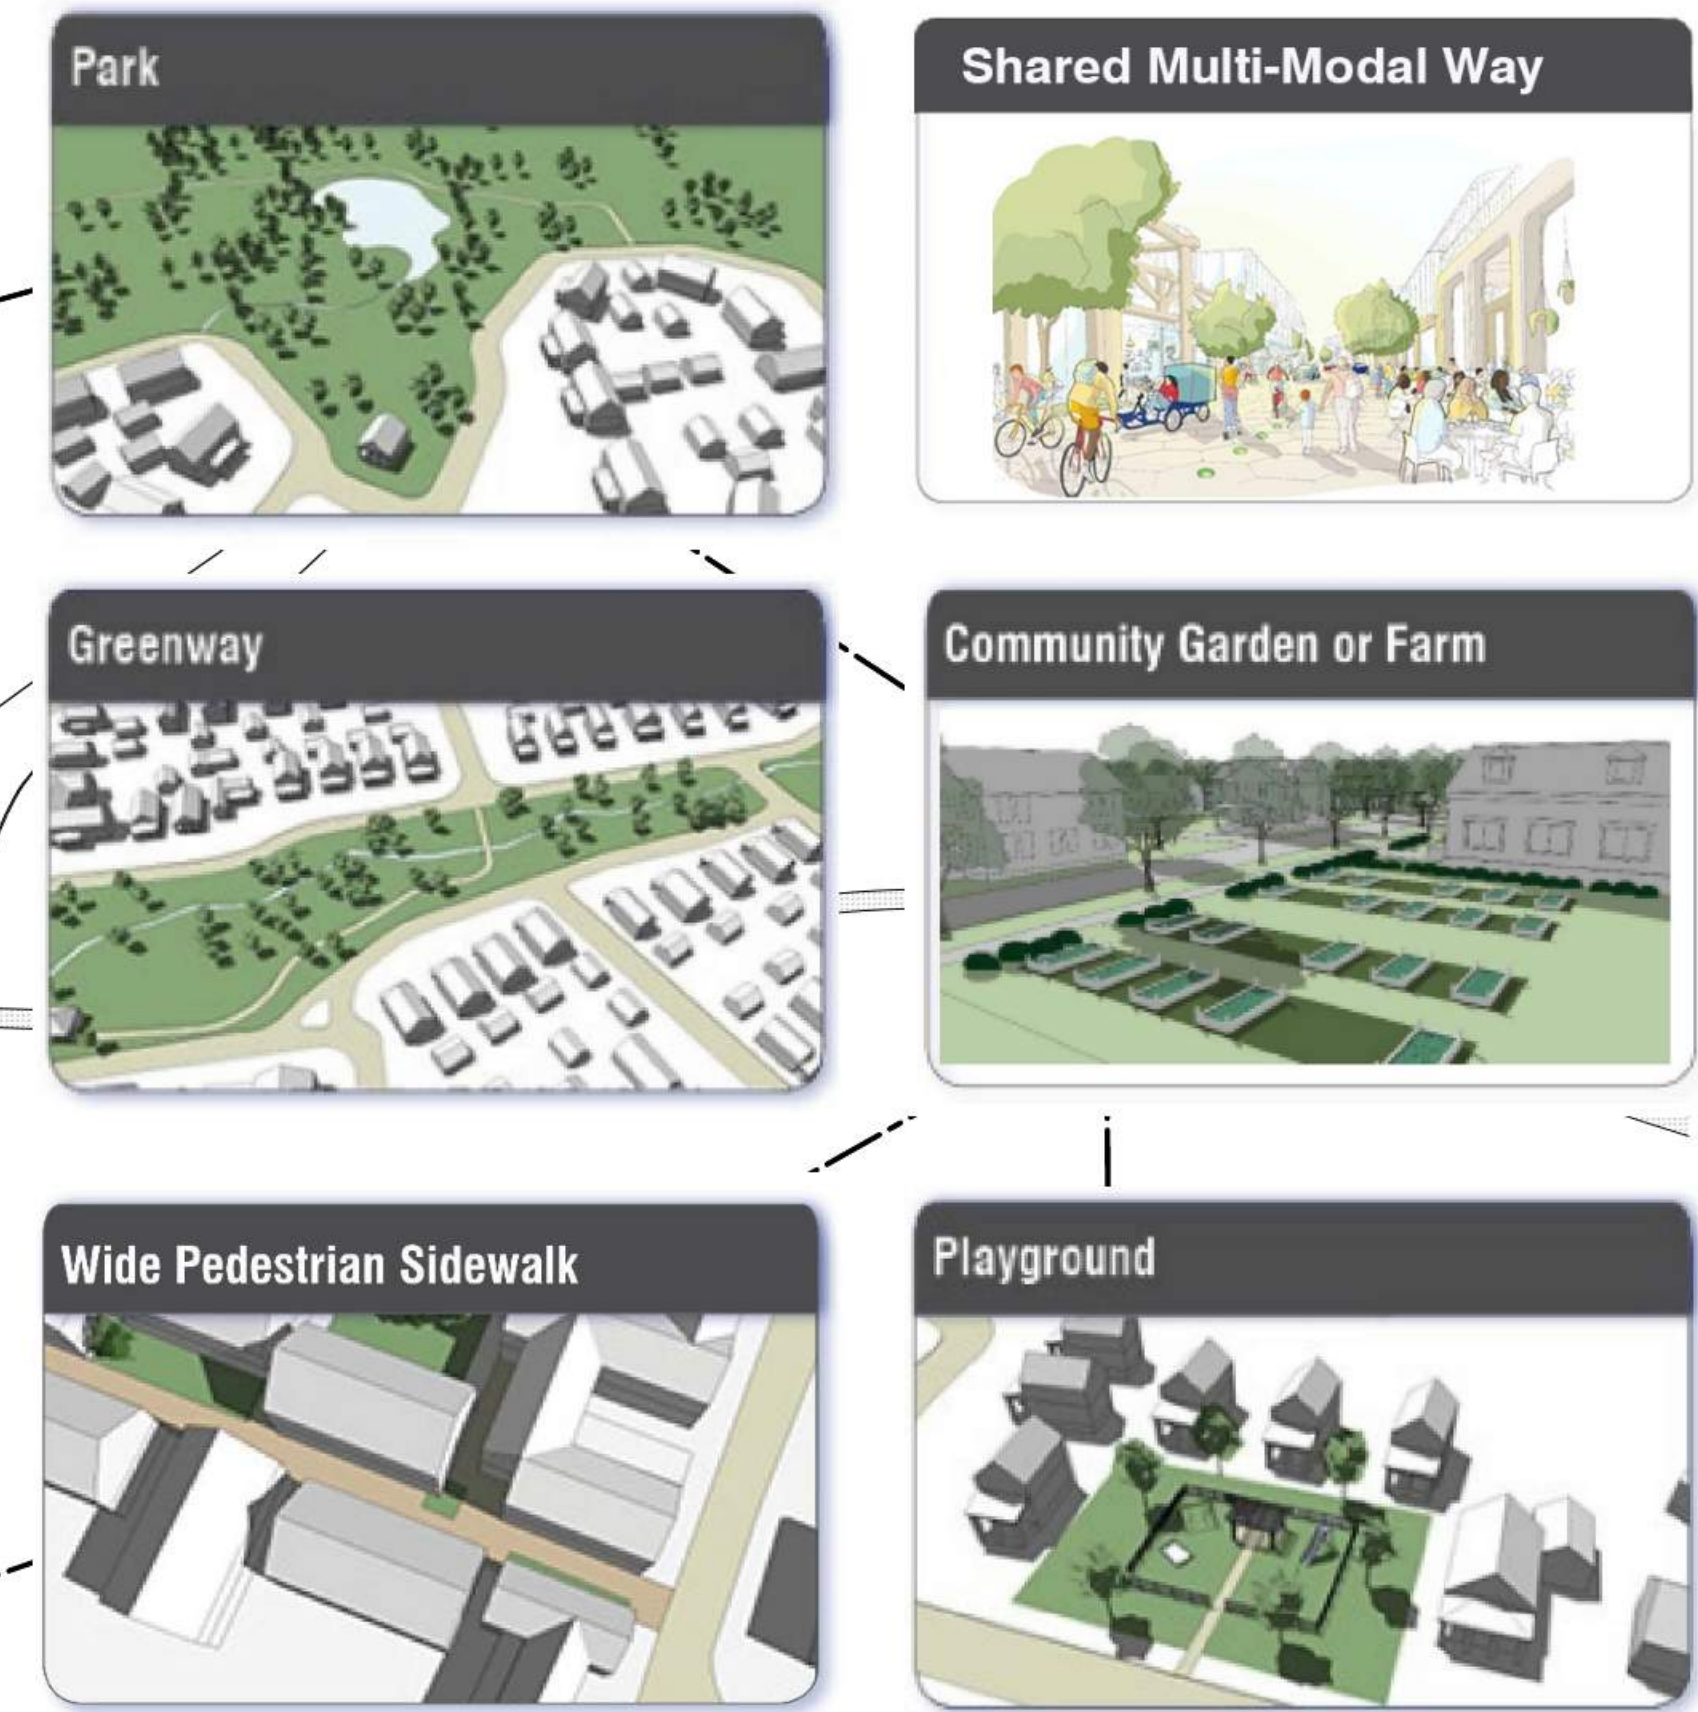 Park
Shared Multi-Modal Way
Greenway
Community Garden or Farm
Wide Pedestrian Sidewalk
Playground